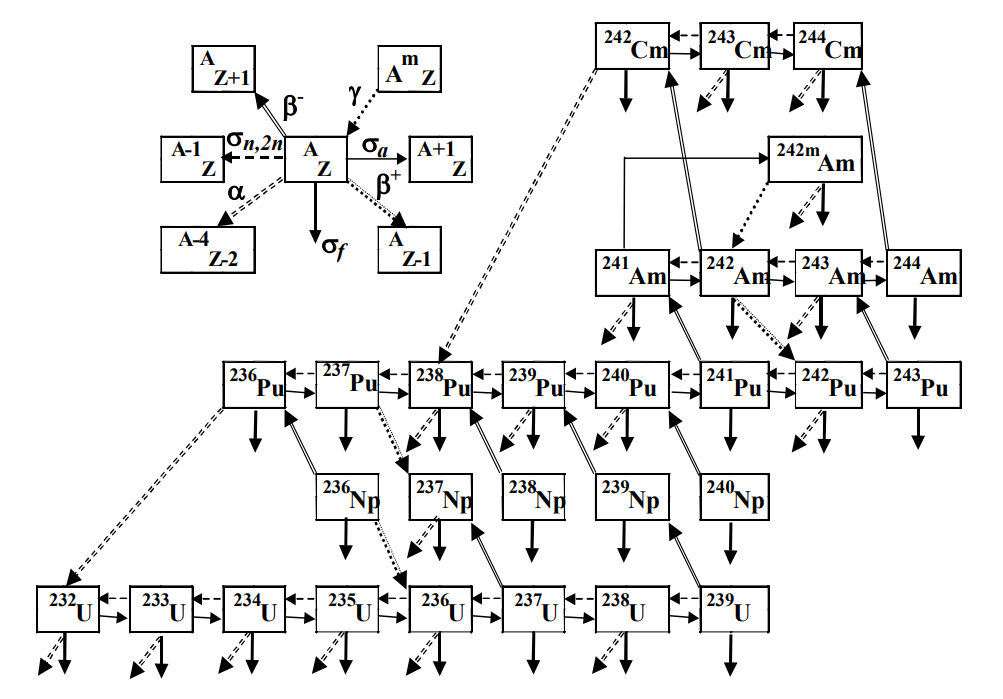 A Z+1
Aᵐ Z
β⁻
γ
A-1 Z
σn,2n
A Z
σa
A+1 Z
α
β⁺
A-4 Z-2
σf
A Z-1
²⁴²Cm ²⁴³Cm ²⁴⁴Cm
²⁴²ᵐAm
²⁴¹Am ²⁴²Am ²⁴³Am ²⁴⁴Am
²³⁶Pu ²³⁷Pu ²³⁸Pu ²³⁹Pu ²⁴⁰Pu ²⁴¹Pu ²⁴²Pu ²⁴³Pu
²³⁶Np ²³⁷Np ²³⁸Np ²³⁹Np ²⁴⁰Np
²³²U ²³³U ²³⁴U ²³⁵U ²³⁶U ²³⁷U ²³⁸U ²³⁹U